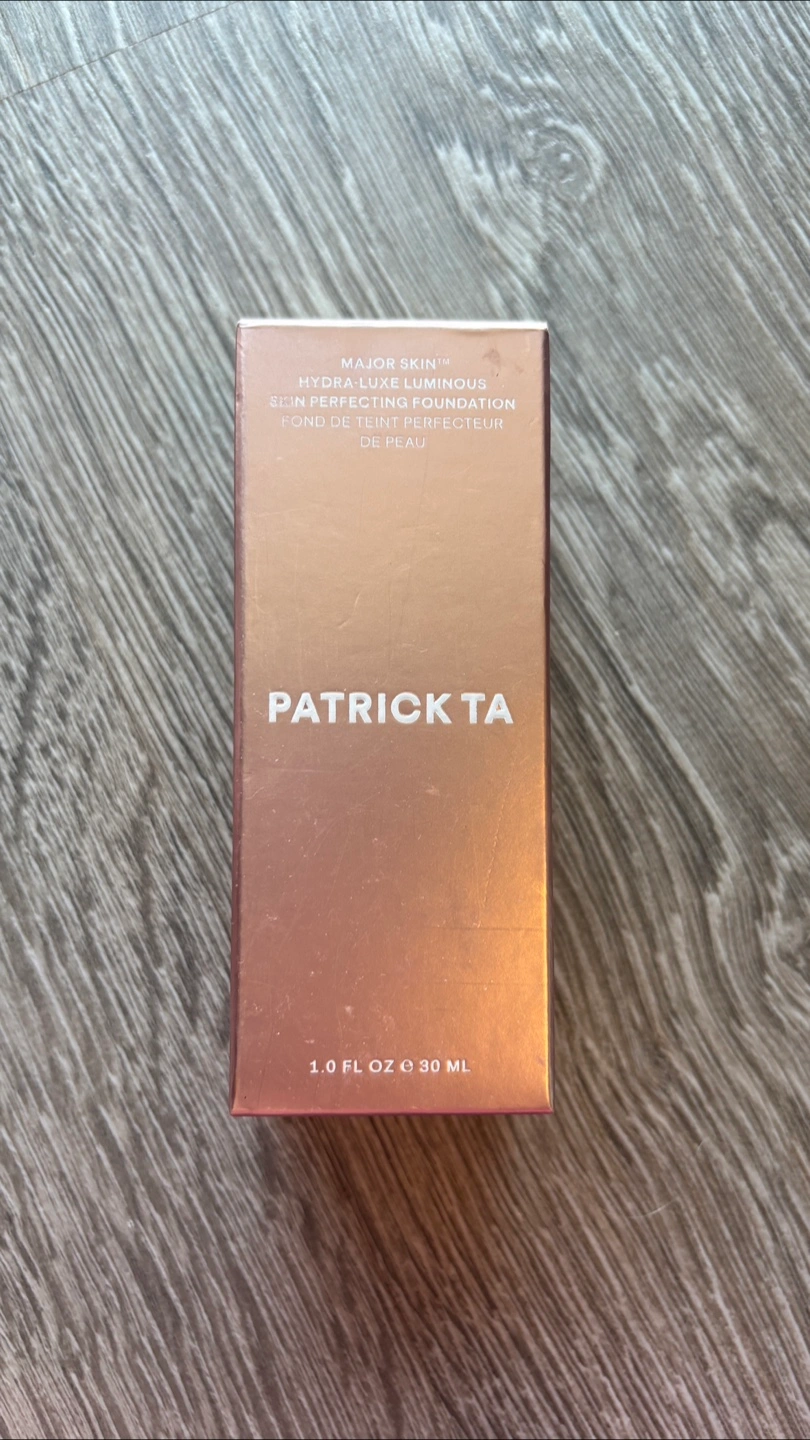 MAJOR SKIN™
HYDRA-LUXE LUMINOUS
SKIN PERFECTING FOUNDATION
FOND DE TEINT PERFECTEUR
DE PEAU
PATRICK TA
1.0 FL OZ ℮ 30 ML